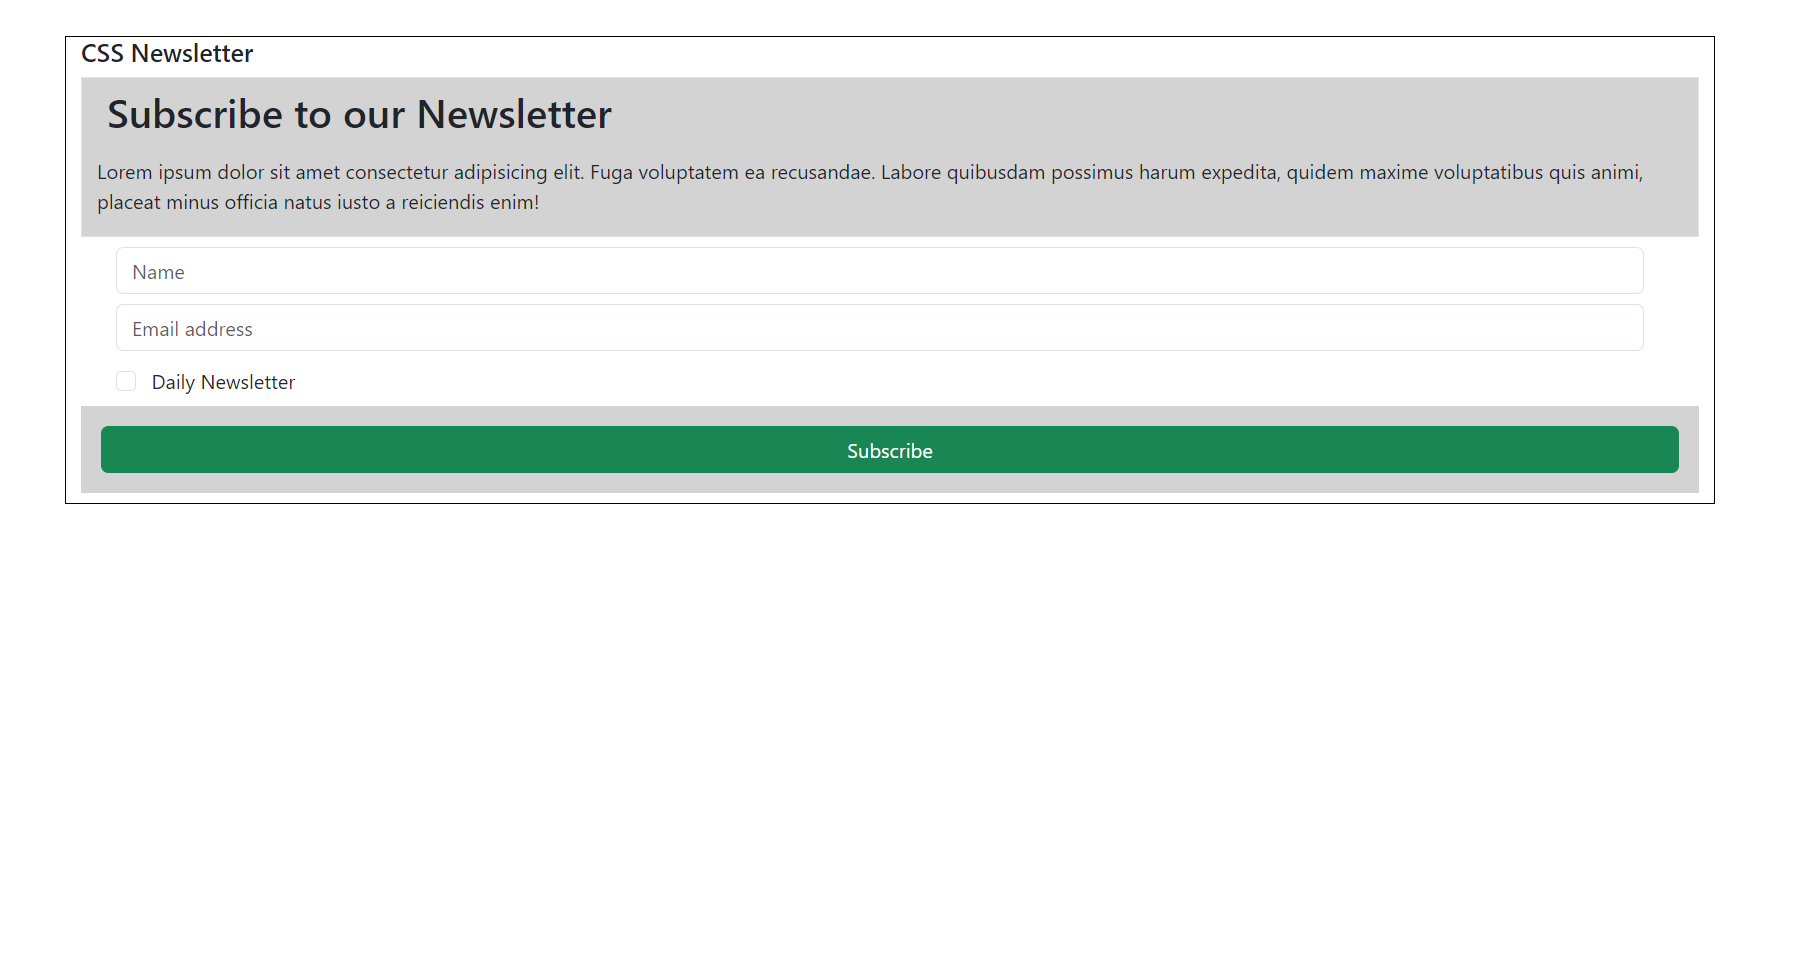 CSS Newsletter
Subscribe to our Newsletter
Lorem ipsum dolor sit amet consectetur adipisicing elit. Fuga voluptatem ea recusandae. Labore quibusdam possimus harum expedita, quidem maxime voluptatibus quis animi,
placeat minus officia natus iusto a reiciendis enim!
Name
Email address
Daily Newsletter
Subscribe